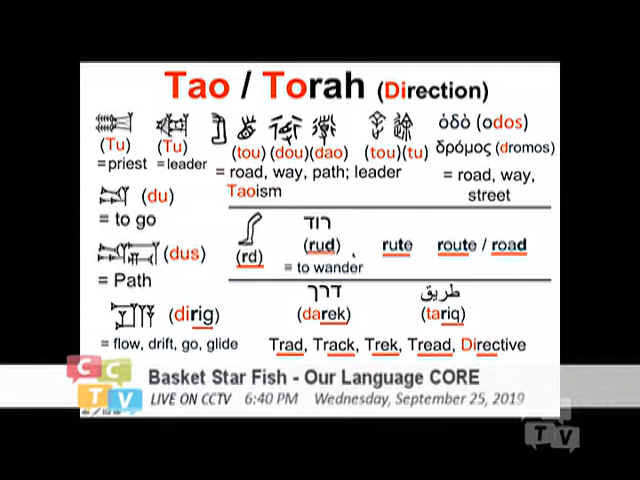 Tao / Torah (Direction)
(Tu) (Tu) (tou) (dou)(dao) (tou)(tu) ὁδὸ (odos)
=priest =leader = road, way, path; leader δρόμος (dromos)
Taoism = road, way,
street
(du)
= to go
רוד
(rd) (rud) rute route / road
= to wander
(dus)
= Path
דרך طريق
(dirig) (darek) (tariq)
= flow, drift, go, glide Trad, Track, Trek, Tread, Directive
CCTV Basket Star Fish - Our Language CORE
LIVE ON CCTV 6:40 PM Wednesday, September 25, 2019
TV